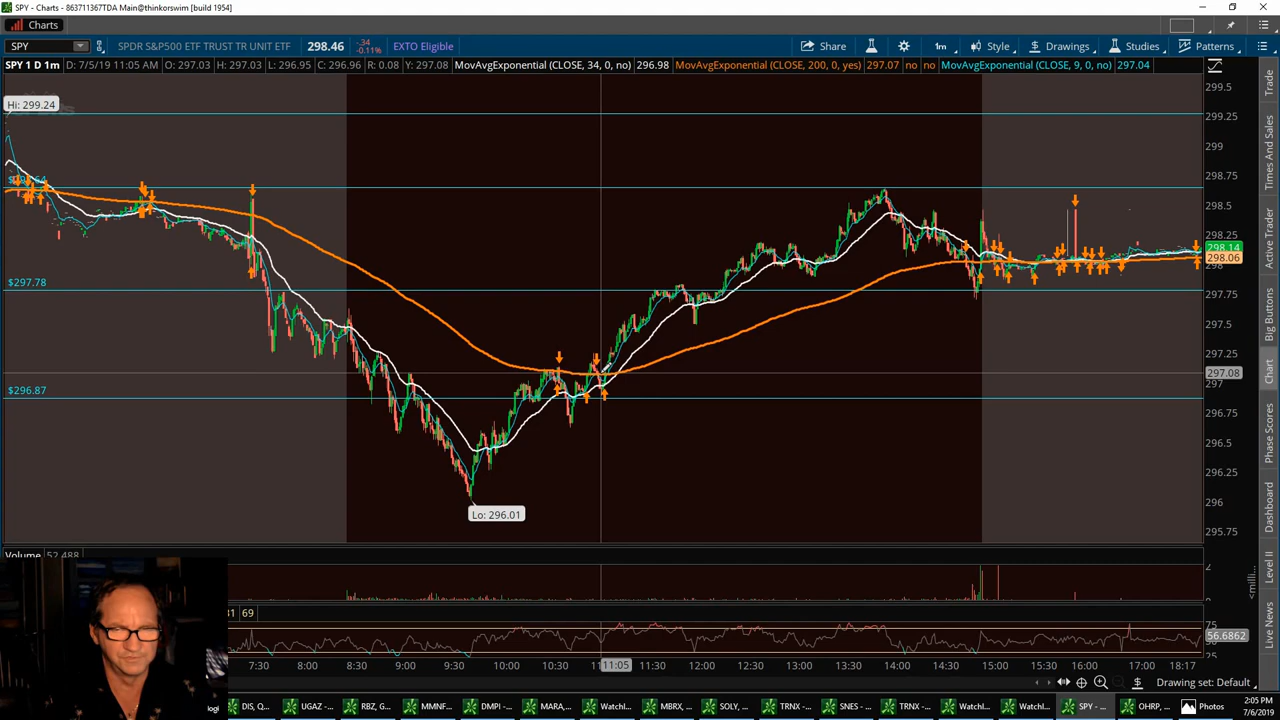 SPY - Charts - 863711367TDA Main@thinkorswim [build 1954]
Charts
SPY SPDR S&P500 ETF TRUST TR UNIT ETF 298.46 -.34 -0.11% EXTO Eligible Share 1m Style Drawings Studies Patterns
SPY 1 D 1m D: 7/5/19, 11:05 AM O: 297.03 H: 297.03 L: 296.95 C: 296.96 R: 0.08 Y: 297.08 MovAvgExponential (CLOSE, 34, 0, no) 296.98 MovAvgExponential (CLOSE, 200, 0, yes) 297.07 no no MovAvgExponential (CLOSE, 9, 0, no) 297.04
Hi: 299.24
$297.78
$296.87
Lo: 296.01
299.5
299.25
299
298.75
298.5
298.25
298.14
298.06
298
297.75
297.5
297.25
297.08
297
296.75
296.5
296.25
296
295.75
Volume 52,488
2
0
<millions>
69
75
56.6862
25
7:30 8:00 8:30 9:00 9:30 10:00 10:30 11:05 11:30 12:00 12:30 13:00 13:30 14:00 14:30 15:00 15:30 16:00 17:00 18:17
Drawing set: Default
Trade
Times And Sales
Active Trader
Big Buttons
Chart
Phase Scores
Dashboard
Level II
Live News
logi
DIS, Q... UGAZ -... DMPI -... RBZ, G... MMNF... MARA,... Watchl... MBRX,... SOLY,... TRNX -... SNES -... TRNX -... Watchl... Watchl... SPY - ... OHRP,... Photos
2:05 PM
7/6/2019